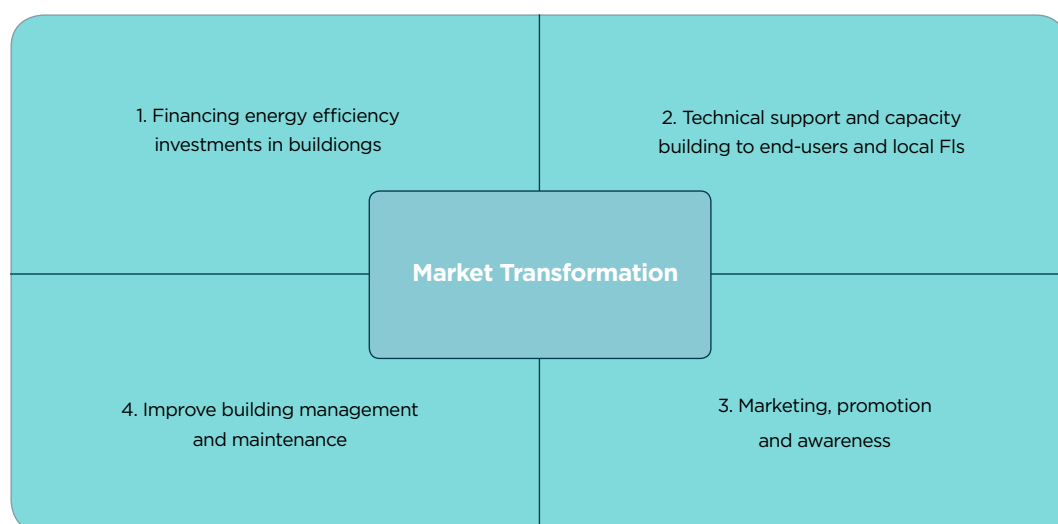 1. Financing energy efficiency
investments in buildiongs
2. Technical support and capacity
building to end-users and local FIs
Market Transformation
4. Improve building management
and maintenance
3. Marketing, promotion
and awareness